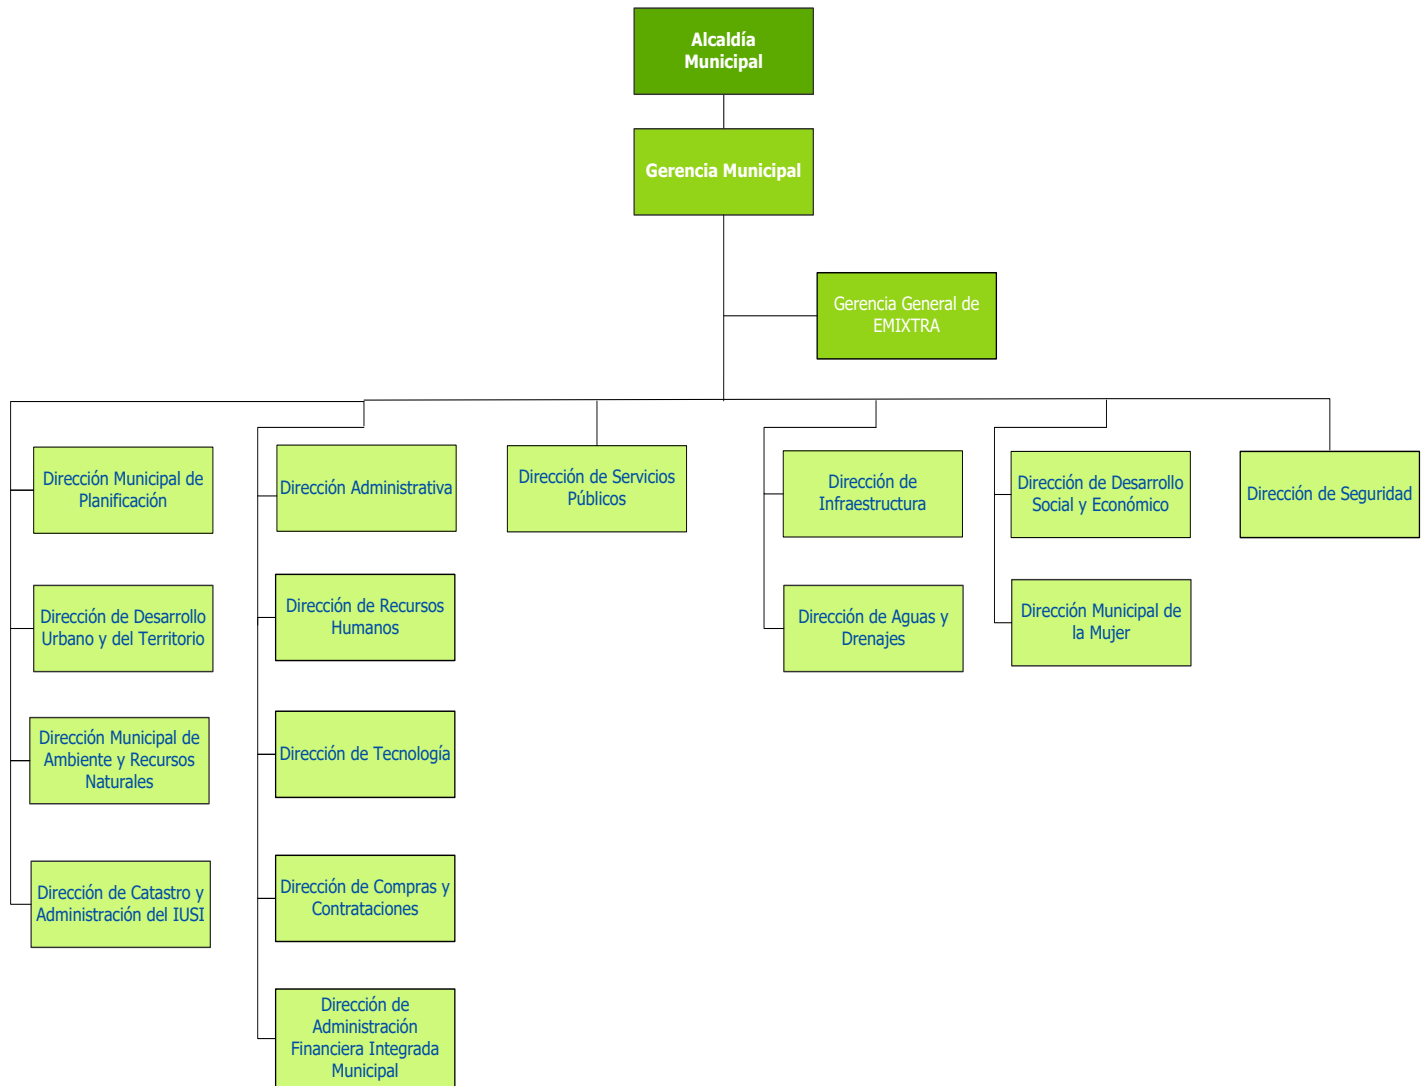 Alcaldía
Municipal
Gerencia Municipal
Gerencia General de
EMIXTRA
Dirección Municipal de
Planificación
Dirección de Desarrollo
Urbano y del Territorio
Dirección Municipal de
Ambiente y Recursos
Naturales
Dirección de Catastro y
Administración del IUSI
Dirección Administrativa
Dirección de Recursos
Humanos
Dirección de Tecnología
Dirección de Compras y
Contrataciones
Dirección de
Administración
Financiera Integrada
Municipal
Dirección de Servicios
Públicos
Dirección de
Infraestructura
Dirección de Aguas y
Drenajes
Dirección de Desarrollo
Social y Económico
Dirección Municipal de
la Mujer
Dirección de Seguridad